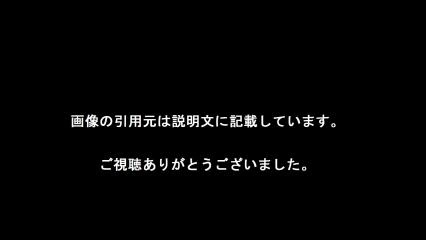 画像の引用元は説明文に記載しています。
ご視聴ありがとうございました。